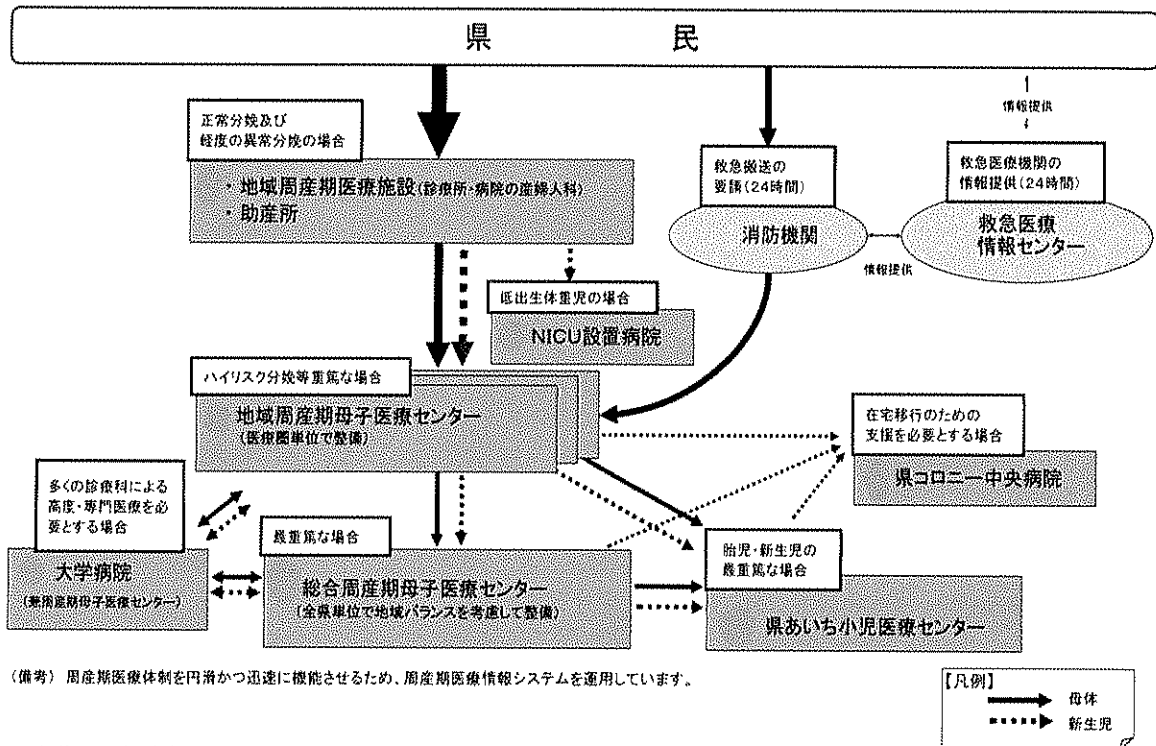 県 民
正常分娩及び
軽度の異常分娩の場合
・地域周産期医療施設(診療所・病院の産婦人科)
・助産所
救急搬送の
要請(24時間)
消防機関
情報提供
救急医療機関の
情報提供(24時間)
救急医療
情報センター
情報提供
低出生体重児の場合
NICU設置病院
ハイリスク分娩等重篤な場合
地域周産期母子医療センター
(医療圏単位で整備)
在宅移行のための
支援を必要とする場合
県コロニー中央病院
多くの診療科による
高度・専門医療を必
要とする場合
大学病院
(兼周産期母子医療センター)
最重篤な場合
総合周産期母子医療センター
(全県単位で地域バランスを考慮して整備)
胎児・新生児の
最重篤な場合
県あいち小児医療センター
(備考) 周産期医療体制を円滑かつ迅速に機能させるため、周産期医療情報システムを運用しています。
【凡例】
母体
新生児